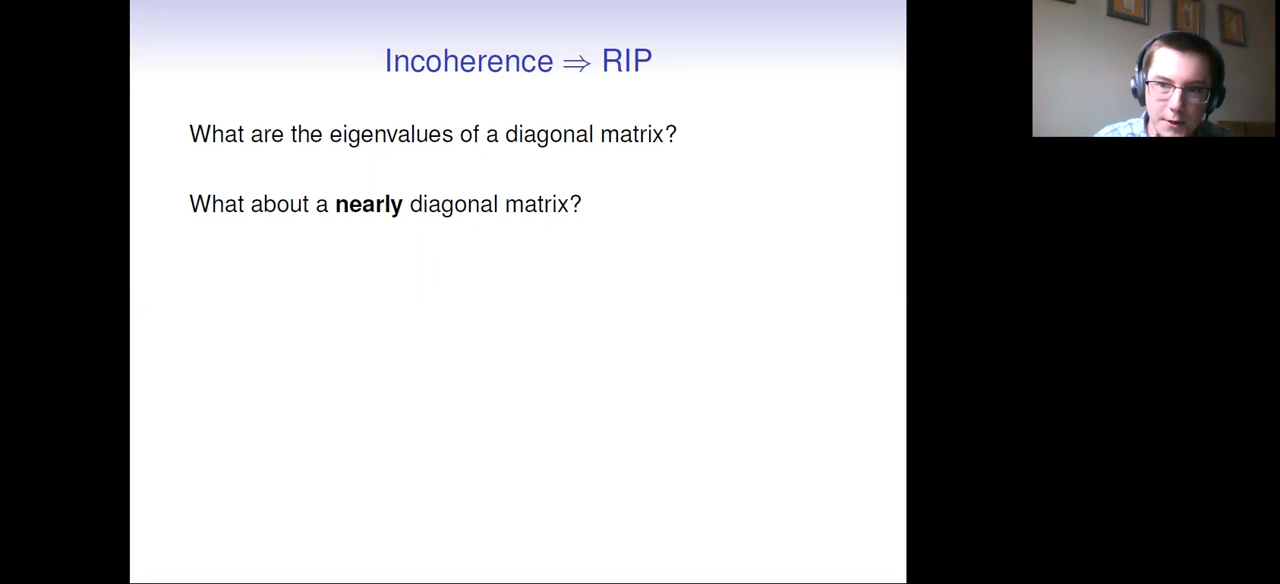 Incoherence ⇒ RIP
What are the eigenvalues of a diagonal matrix?
What about a nearly diagonal matrix?